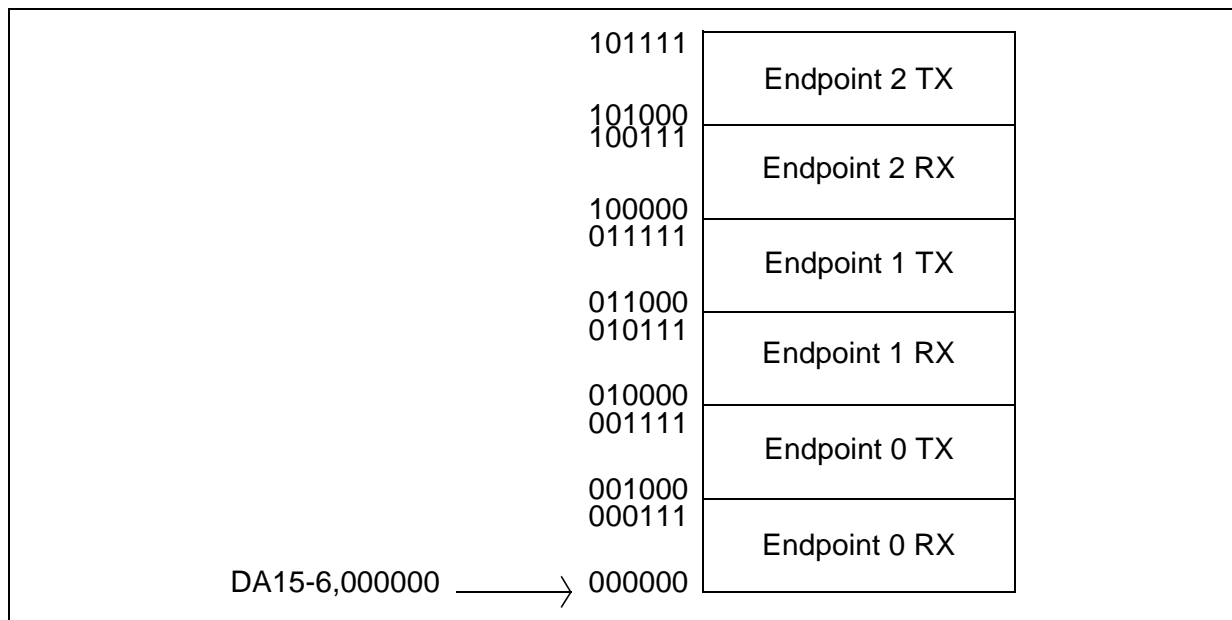 101111
Endpoint 2 TX
101000
100111
Endpoint 2 RX
100000
011111
Endpoint 1 TX
011000
010111
Endpoint 1 RX
010000
001111
Endpoint 0 TX
001000
000111
Endpoint 0 RX
DA15-6,000000 000000